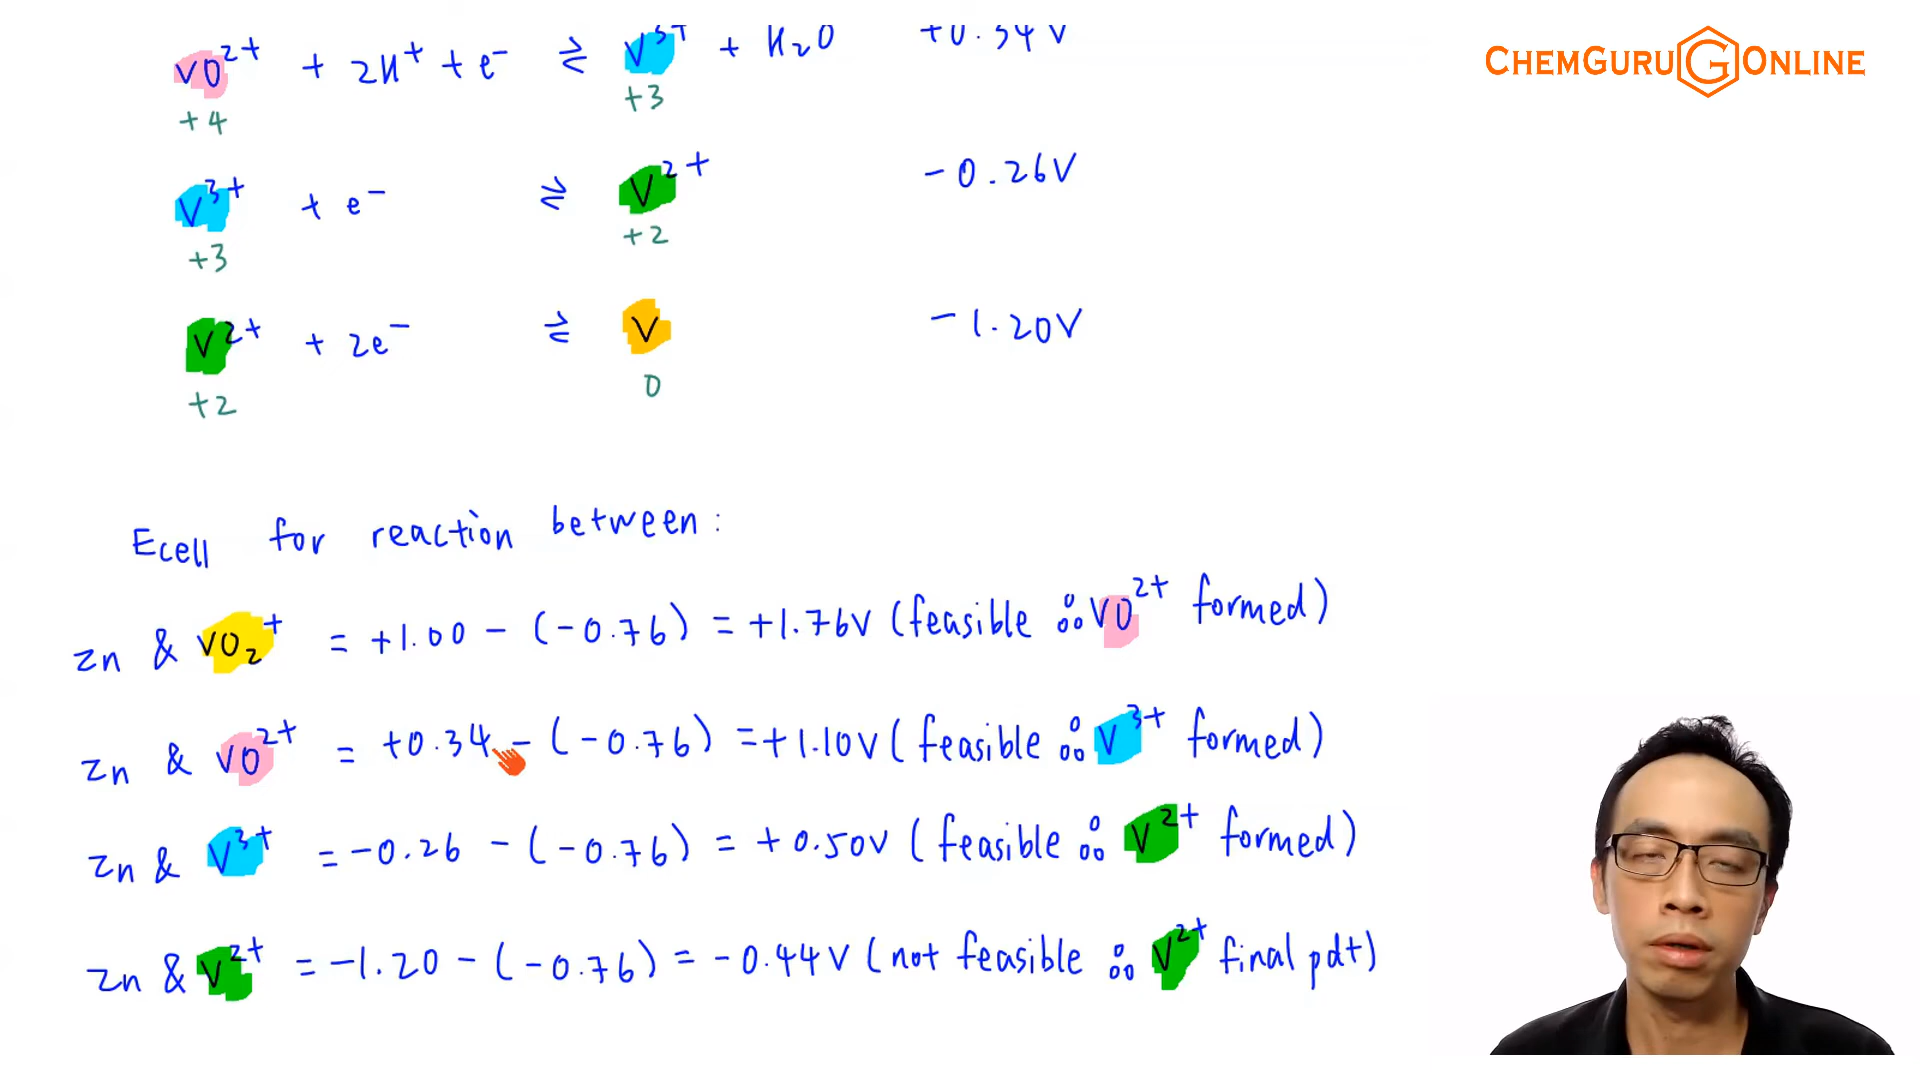 CHEMGURU G ONLINE
VO²⁺ + 2H⁺ + e⁻ ⇌ V³⁺ + H₂O +0.34 V
+4 +3
V³⁺ + e⁻ ⇌ V²⁺ -0.26V
+3 +2
V²⁺ + 2e⁻ ⇌ V -1.20V
+2 0
Ecell for reaction between:
Zn & VO₂⁺ = +1.00 - (-0.76) = +1.76V (feasible ∴ VO²⁺ formed)
Zn & VO²⁺ = +0.34 - (-0.76) = +1.10V (feasible ∴ V³⁺ formed)
Zn & V³⁺ = -0.26 - (-0.76) = +0.50V (feasible ∴ V²⁺ formed)
Zn & V²⁺ = -1.20 - (-0.76) = -0.44V (not feasible ∴ V²⁺ final pdt)